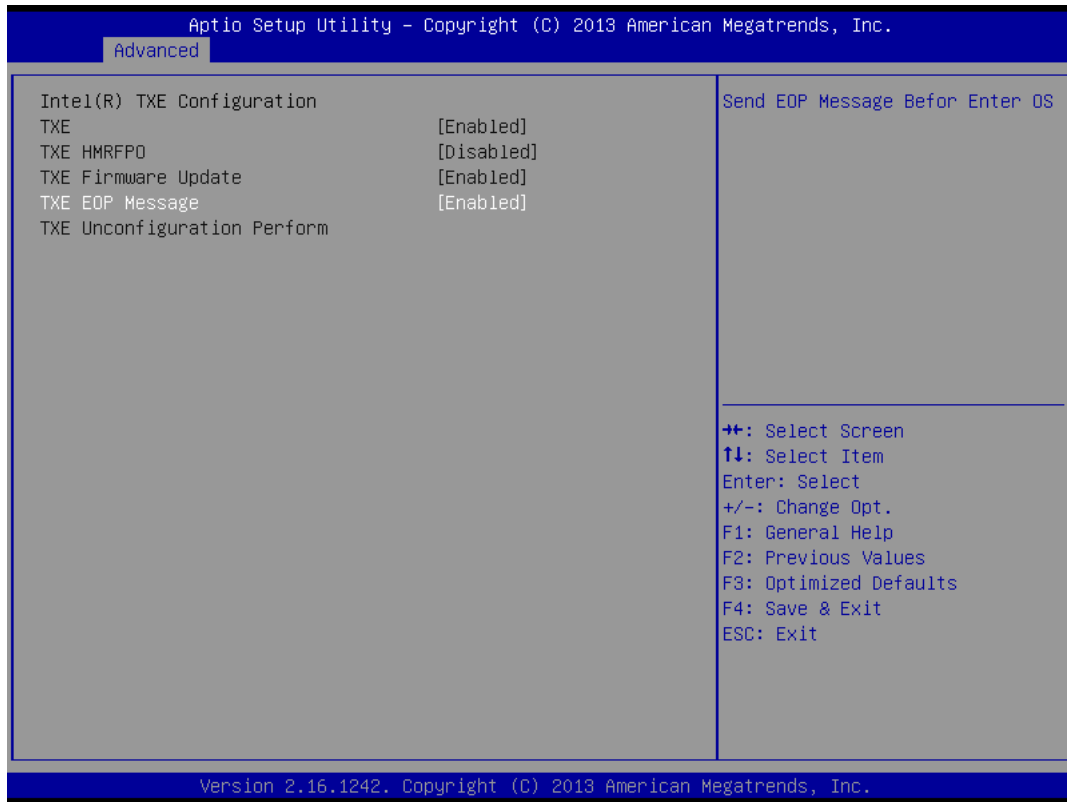 Aptio Setup Utility – Copyright (C) 2013 American Megatrends, Inc.
Advanced
Intel(R) TXE Configuration
TXE [Enabled]
TXE HMRFPO [Disabled]
TXE Firmware Update [Enabled]
TXE EOP Message [Enabled]
TXE Unconfiguration Perform
Send EOP Message Befor Enter OS
→←: Select Screen
↑↓: Select Item
Enter: Select
+/-: Change Opt.
F1: General Help
F2: Previous Values
F3: Optimized Defaults
F4: Save & Exit
ESC: Exit
Version 2.16.1242. Copyright (C) 2013 American Megatrends, Inc.